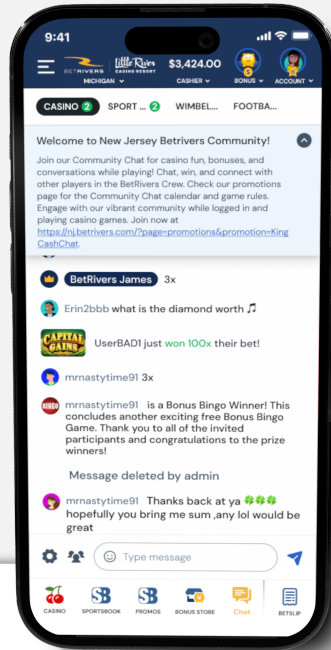 9:41
BETRIVERS
Little River
CASINO RESORT
$3,424.00
MICHIGAN
CASHIER
BONUS
ACCOUNT
CASINO 2
SPORT ... 2
WIMBEL...
FOOTBA...
Welcome to New Jersey Betrivers Community!
Join our Community Chat for casino fun, bonuses, and
conversations while playing! Chat, win, and connect with
other players in the BetRivers Crew. Check our promotions
page for the Community Chat calendar and game rules.
Engage with our vibrant community while logged in and
playing casino games. Join now at
https://nj.betrivers.com/?page=promotions&promotion=King
CashChat.
BetRivers James 3x
Erin2bbb what is the diamond worth 🎵
CAPITAL
GAINS
UserBAD1 just won 100x their bet!
mrnastytime91 3x
BINGO
mrnastytime91 is a Bonus Bingo Winner! This
concludes another exciting free Bonus Bingo
Game. Thank you to all of the invited
participants and congratulations to the prize
winners!
Message deleted by admin
mrnastytime91 Thanks back at ya 🍀🍀🍀
hopefully you bring me sum ,any lol would be
great
Type message
CASINO
SB
SPORTSBOOK
SB
PROMOS
BONUS STORE
Chat
BETSLIP